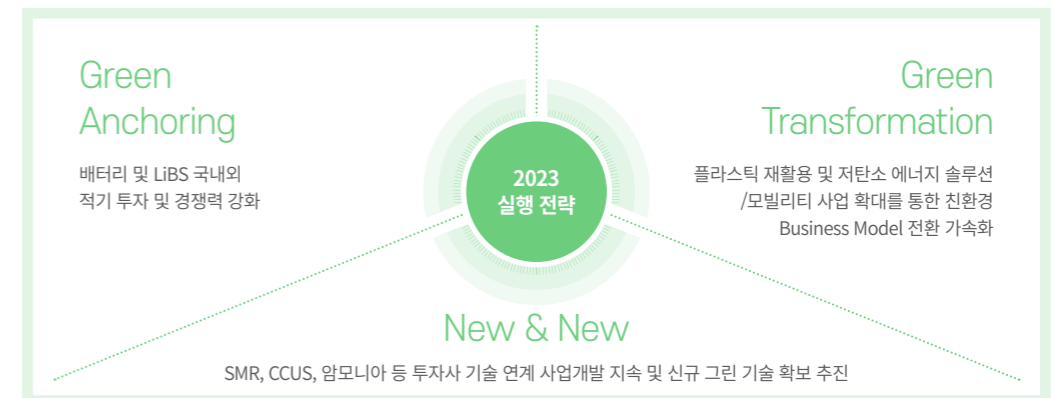 Green
Anchoring
배터리 및 LiBS 국내외
적기 투자 및 경쟁력 강화
2023
실행 전략
Green
Transformation
플라스틱 재활용 및 저탄소 에너지 솔루션
/모빌리티 사업 확대를 통한 친환경
Business Model 전환 가속화
New & New
SMR, CCUS, 암모니아 등 투자사 기술 연계 사업개발 지속 및 신규 그린 기술 확보 추진